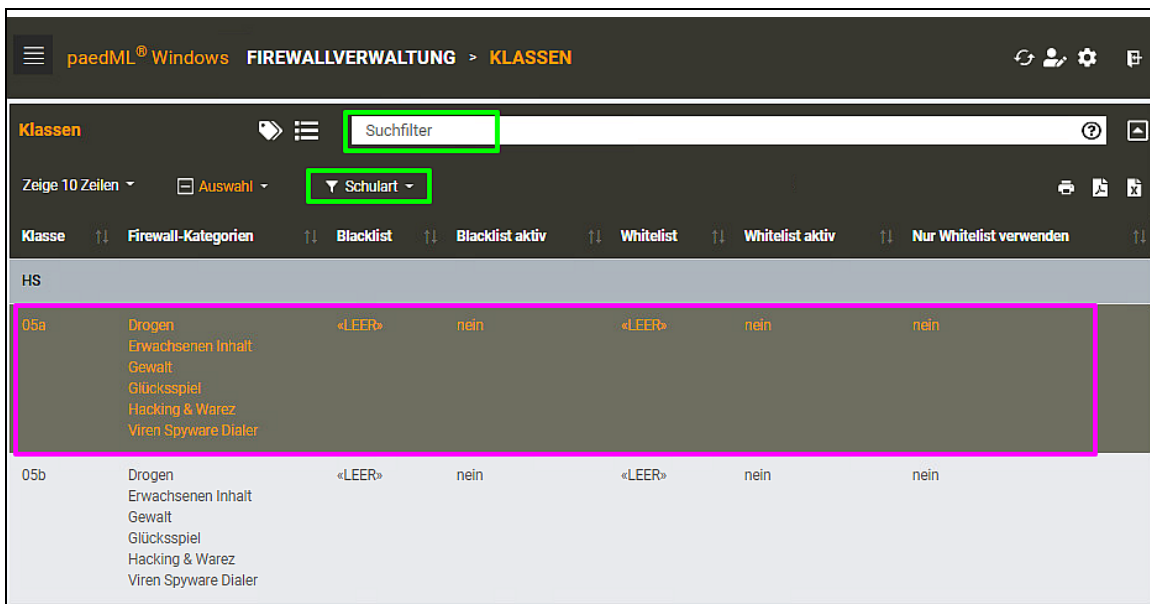 paedML® Windows FIREWALLVERWALTUNG > KLASSEN
Klassen Suchfilter
Zeige 10 Zeilen Auswahl Schulart
Klasse Firewall-Kategorien Blacklist Blacklist aktiv Whitelist Whitelist aktiv Nur Whitelist verwenden
HS
05a Drogen «LEER» nein «LEER» nein nein
Erwachsenen Inhalt
Gewalt
Glücksspiel
Hacking & Warez
Viren Spyware Dialer
05b Drogen «LEER» nein «LEER» nein nein
Erwachsenen Inhalt
Gewalt
Glücksspiel
Hacking & Warez
Viren Spyware Dialer